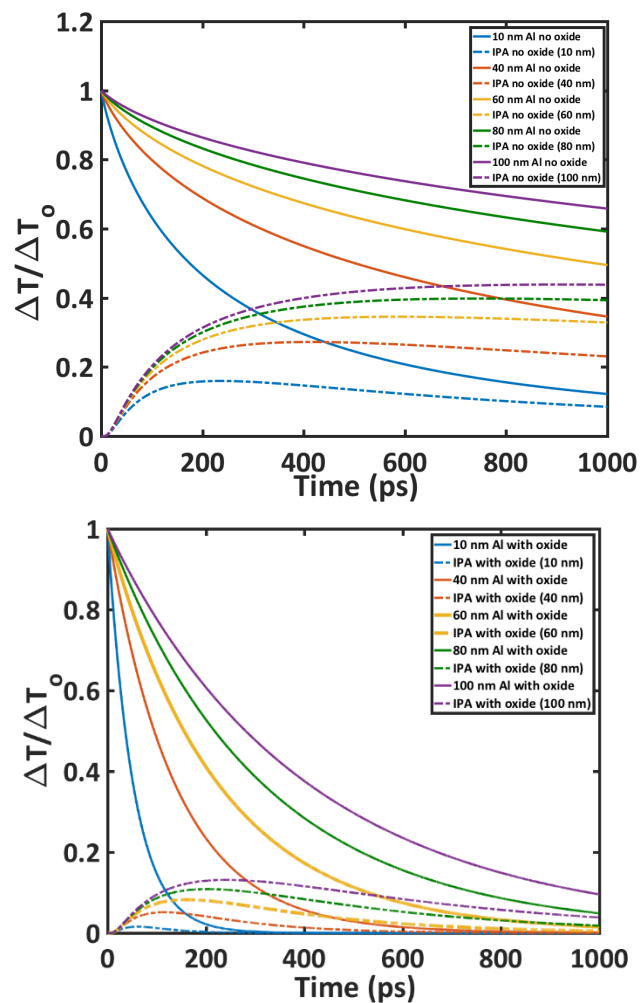 1.2
1
0.8
0.6
0.4
0.2
0
ΔT/ΔTo
0 200 400 600 800 1000
Time (ps)
10 nm Al no oxide
IPA no oxide (10 nm)
40 nm Al no oxide
IPA no oxide (40 nm)
60 nm Al no oxide
IPA no oxide (60 nm)
80 nm Al no oxide
IPA no oxide (80 nm)
100 nm Al no oxide
IPA no oxide (100 nm)
1
0.8
0.6
0.4
0.2
0
ΔT/ΔTo
0 200 400 600 800 1000
Time (ps)
10 nm Al with oxide
IPA with oxide (10 nm)
40 nm Al with oxide
IPA with oxide (40 nm)
60 nm Al with oxide
IPA with oxide (60 nm)
80 nm Al with oxide
IPA with oxide (80 nm)
100 nm Al with oxide
IPA with oxide (100 nm)